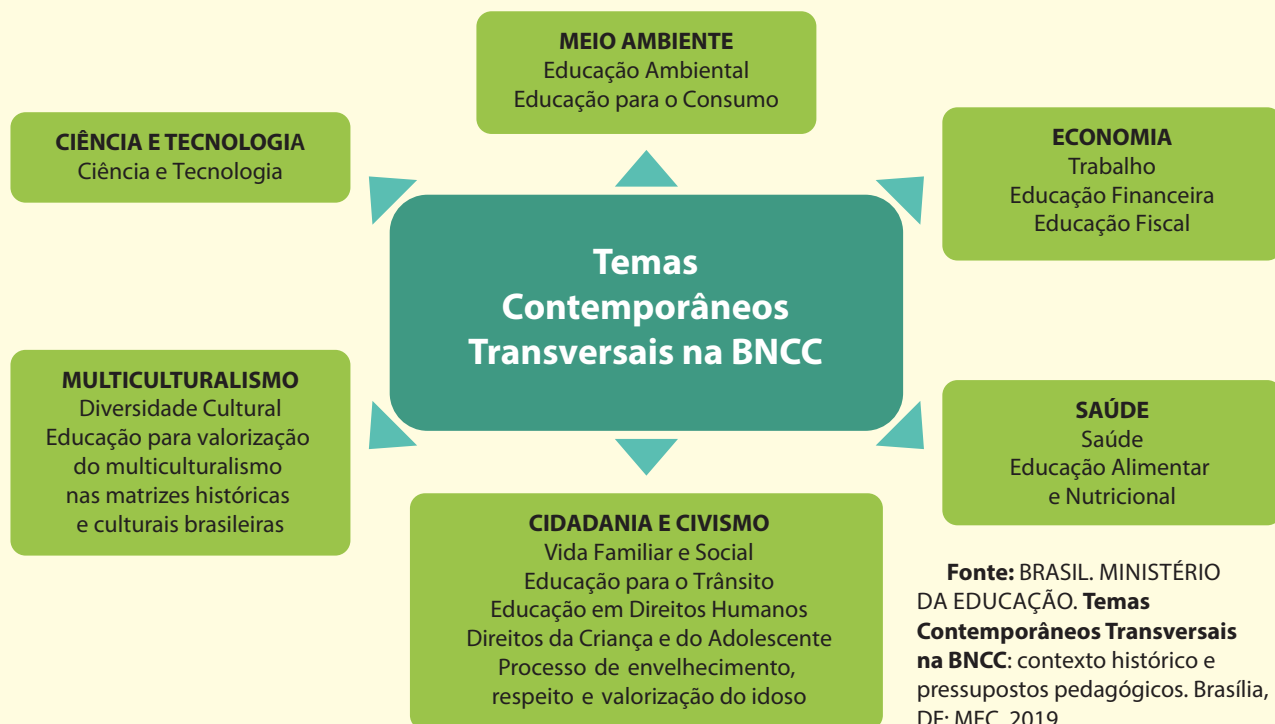 MEIO AMBIENTE
Educação Ambiental
Educação para o Consumo
CIÊNCIA E TECNOLOGIA
Ciência e Tecnologia
ECONOMIA
Trabalho
Educação Financeira
Educação Fiscal
Temas
Contemporâneos
Transversais na BNCC
MULTICULTURALISMO
Diversidade Cultural
Educação para valorização
do multiculturalismo
nas matrizes históricas
e culturais brasileiras
SAÚDE
Saúde
Educação Alimentar
e Nutricional
CIDADANIA E CIVISMO
Vida Familiar e Social
Educação para o Trânsito
Educação em Direitos Humanos
Direitos da Criança e do Adolescente
Processo de envelhecimento,
respeito e valorização do idoso
Fonte: BRASIL. MINISTÉRIO
DA EDUCAÇÃO. Temas
Contemporâneos Transversais
na BNCC: contexto histórico e
pressupostos pedagógicos. Brasília,
DF: MEC, 2019